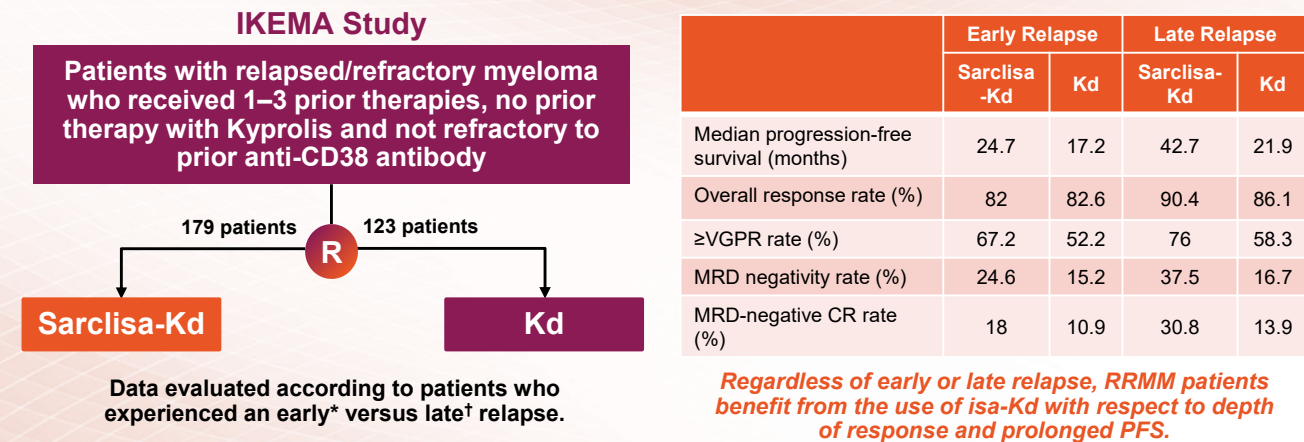 IKEMA Study
Patients with relapsed/refractory myeloma
who received 1–3 prior therapies, no prior
therapy with Kyprolis and not refractory to
prior anti-CD38 antibody
179 patients
123 patients
R
Sarclisa-Kd
Kd
Data evaluated according to patients who
experienced an early* versus late† relapse.
Early Relapse Late Relapse
Sarclisa
-Kd Kd Sarclisa-
Kd Kd
Median progression-free
survival (months) 24.7 17.2 42.7 21.9
Overall response rate (%) 82 82.6 90.4 86.1
≥VGPR rate (%) 67.2 52.2 76 58.3
MRD negativity rate (%) 24.6 15.2 37.5 16.7
MRD-negative CR rate
(%) 18 10.9 30.8 13.9
Regardless of early or late relapse, RRMM patients
benefit from the use of isa-Kd with respect to depth
of response and prolonged PFS.